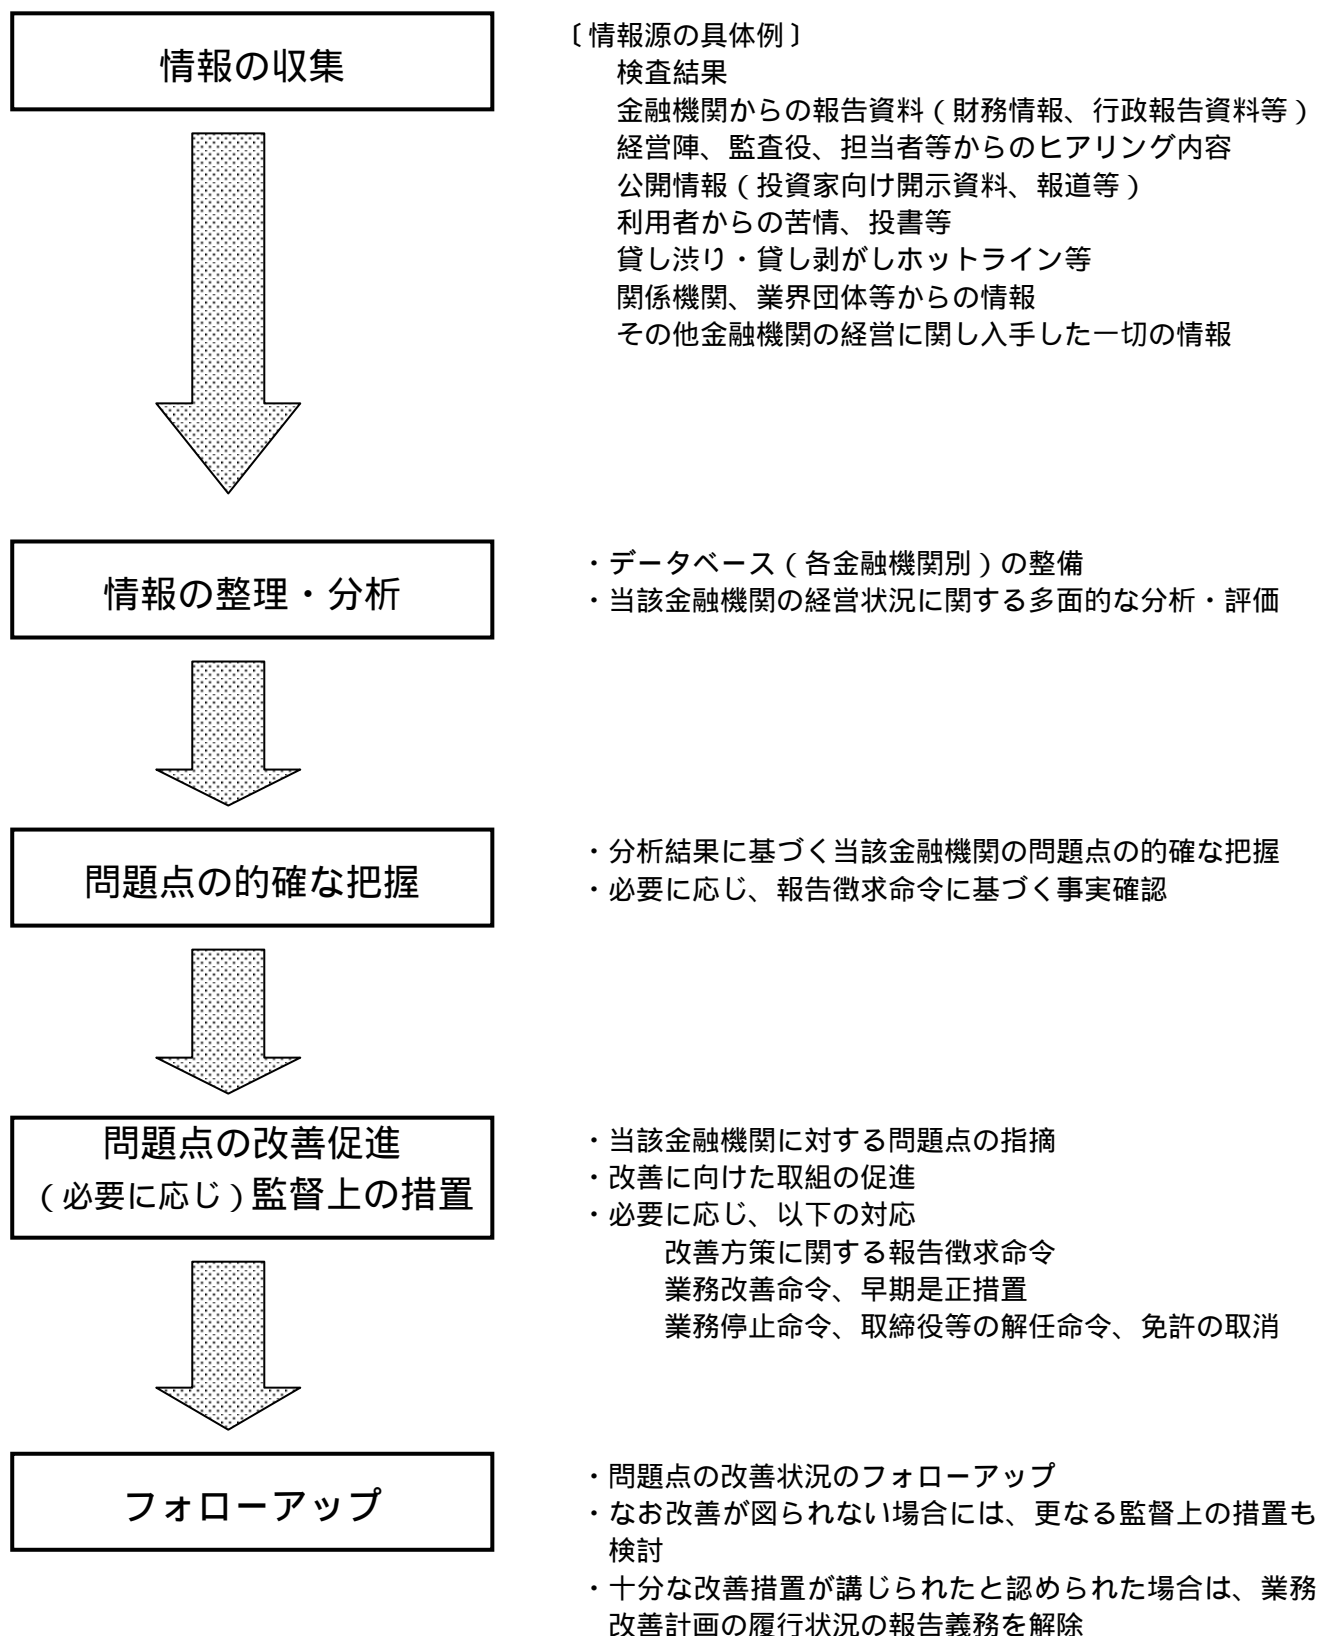 情報の収集
〔情報源の具体例〕
検査結果
金融機関からの報告資料（財務情報、行政報告資料等）
経営陣、監査役、担当者等からのヒアリング内容
公開情報（投資家向け開示資料、報道等）
利用者からの苦情、投書等
貸し渋り・貸し剥がしホットライン等
関係機関、業界団体等からの情報
その他金融機関の経営に関し入手した一切の情報
情報の整理・分析
・データベース（各金融機関別）の整備
・当該金融機関の経営状況に関する多面的な分析・評価
問題点の的確な把握
・分析結果に基づく当該金融機関の問題点の的確な把握
・必要に応じ、報告徴求命令に基づく事実確認
問題点の改善促進
（必要に応じ）監督上の措置
・当該金融機関に対する問題点の指摘
・改善に向けた取組の促進
・必要に応じ、以下の対応
改善方策に関する報告徴求命令
業務改善命令、早期是正措置
業務停止命令、取締役等の解任命令、免許の取消
フォローアップ
・問題点の改善状況のフォローアップ
・なお改善が図られない場合には、更なる監督上の措置も
検討
・十分な改善措置が講じられたと認められた場合は、業務
改善計画の履行状況の報告義務を解除